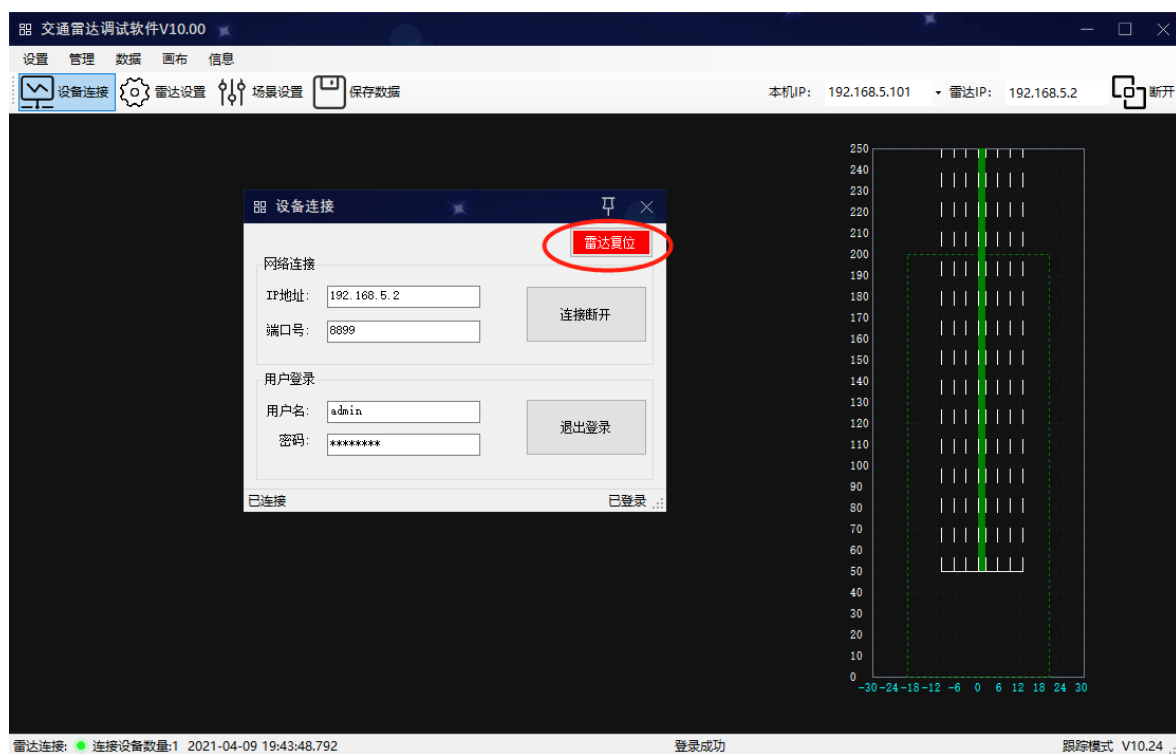 交通雷达调试软件V10.00
设置 管理 数据 画布 信息
设备连接 雷达设置 场景设置 保存数据 本机IP: 192.168.5.101 雷达IP: 192.168.5.2 断开
设备连接
雷达复位
网络连接
IP地址: 192.168.5.2
端口号: 8899
连接断开
用户登录
用户名: admin
密码: ********
退出登录
已连接 已登录
250
240
230
220
210
200
190
180
170
160
150
140
130
120
110
100
90
80
70
60
50
40
30
20
10
0
-30 -24 -18 -12 -6 0 6 12 18 24 30
雷达连接: 连接设备数量:1 2021-04-09 19:43:48.792 登录成功 跟踪模式 V10.24